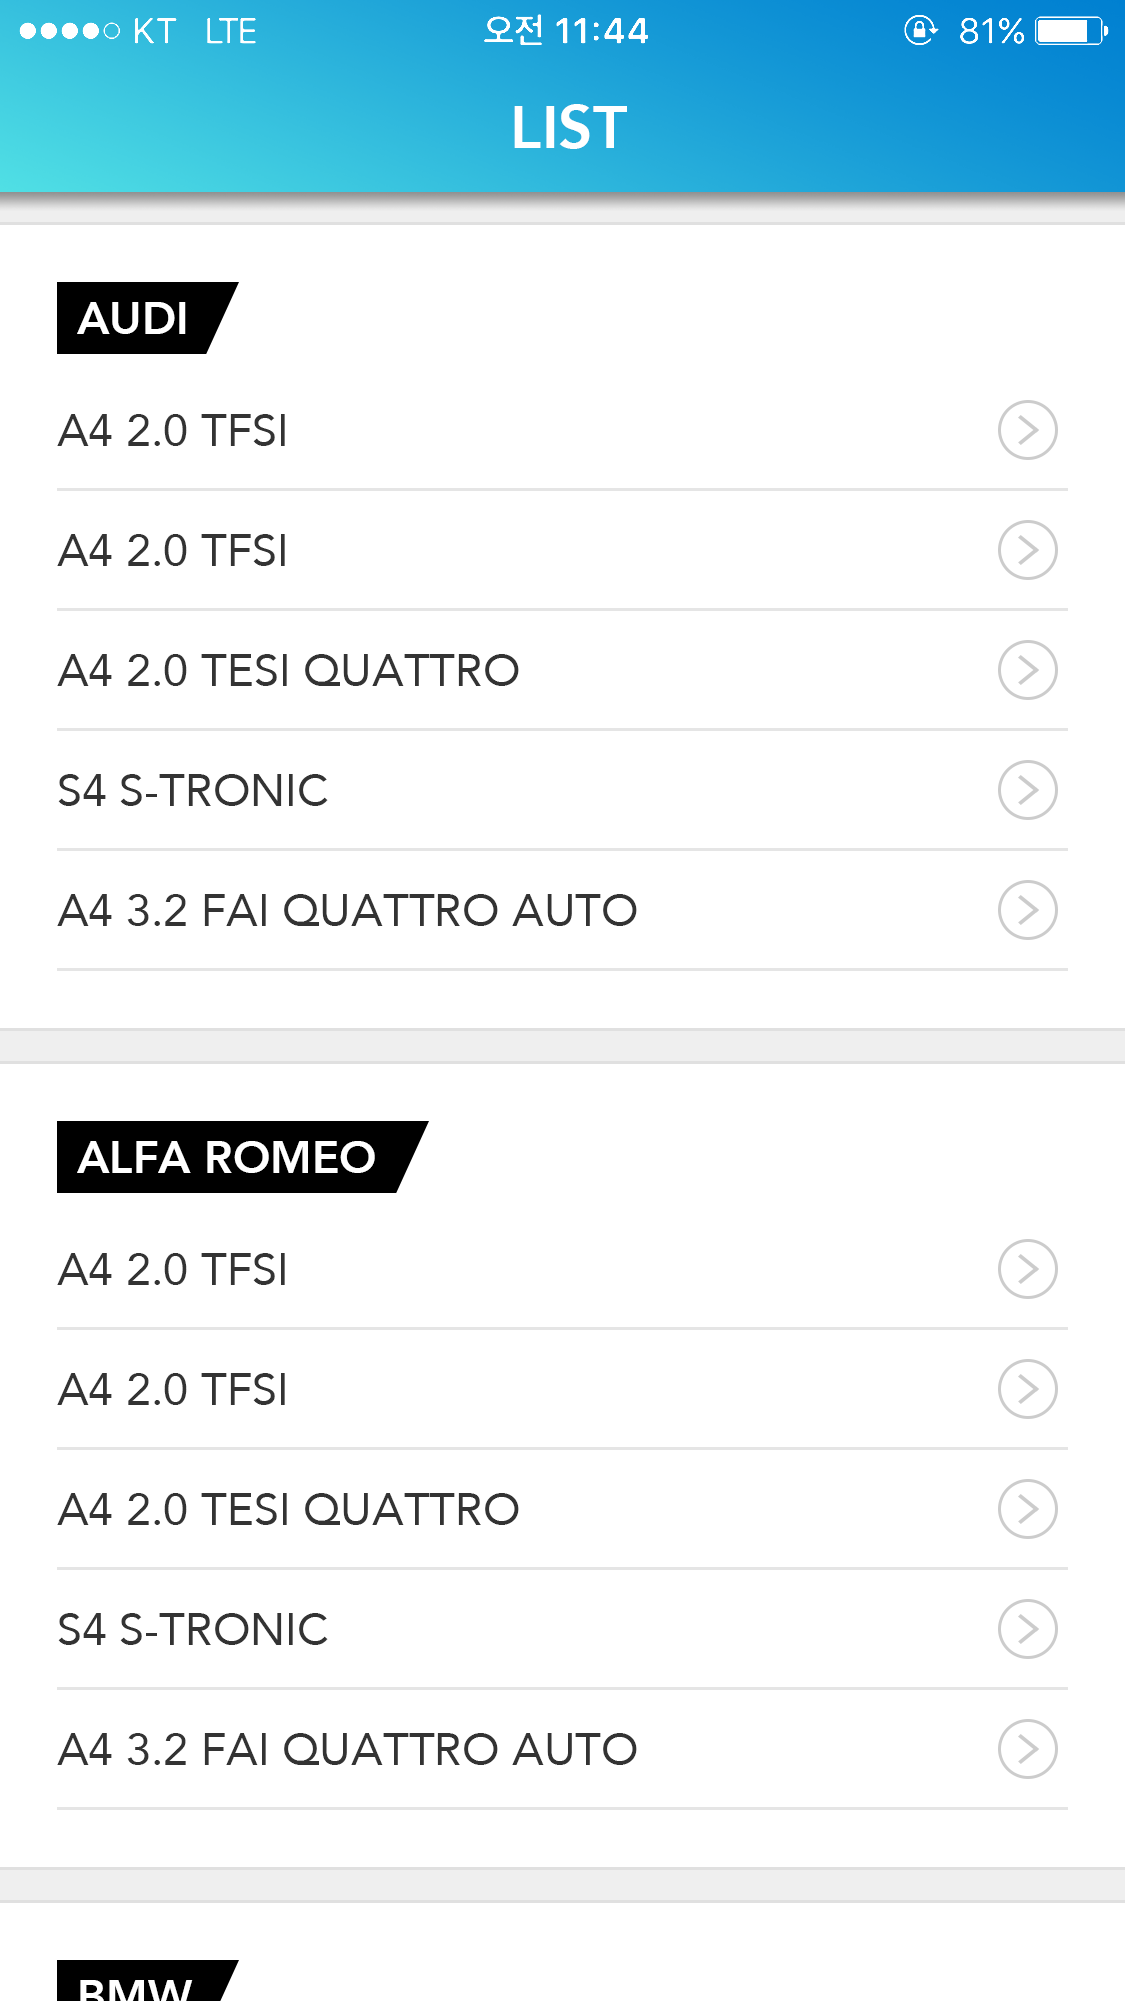 KT LTE 오전 11:44 81%
LIST
AUDI
A4 2.0 TFSI
A4 2.0 TFSI
A4 2.0 TESI QUATTRO
S4 S-TRONIC
A4 3.2 FAI QUATTRO AUTO
ALFA ROMEO
A4 2.0 TFSI
A4 2.0 TFSI
A4 2.0 TESI QUATTRO
S4 S-TRONIC
A4 3.2 FAI QUATTRO AUTO
BMW